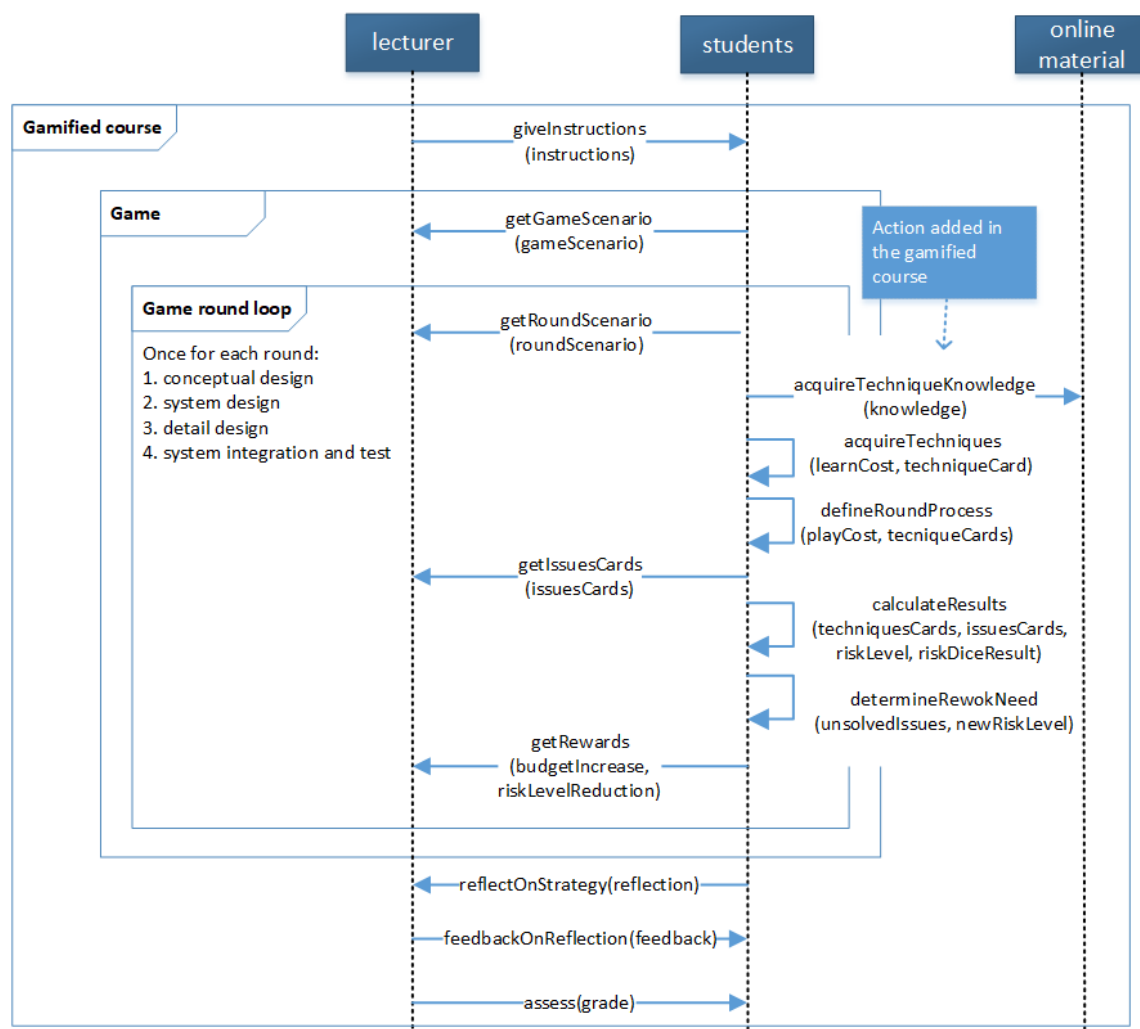 lecturer
students
online
material
Gamified course
giveInstructions
(instructions)
Game
getGameScenario
(gameScenario)
Action added in
the gamified
course
Game round loop
getRoundScenario
(roundScenario)
Once for each round:
1. conceptual design
2. system design
3. detail design
4. system integration and test
acquireTechniqueKnowledge
(knowledge)
acquireTechniques
(learnCost, techniqueCard)
defineRoundProcess
(playCost, tecniqueCards)
getIssuesCards
(issuesCards)
calculateResults
(techniquesCards, issuesCards,
riskLevel, riskDiceResult)
determineRewokNeed
(unsolvedIssues, newRiskLevel)
getRewards
(budgetIncrease,
riskLevelReduction)
reflectOnStrategy(reflection)
feedbackOnReflection(feedback)
assess(grade)